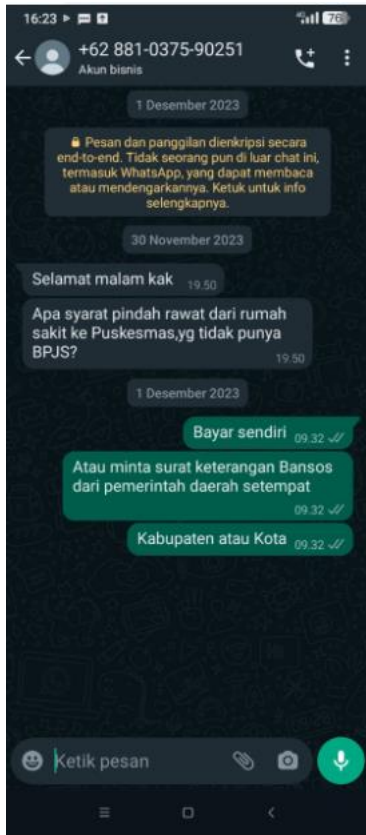 16:23
76
+62 881-0375-90251
Akun bisnis
1 Desember 2023
Pesan dan panggilan dienkripsi secara
end-to-end. Tidak seorang pun di luar chat ini,
termasuk WhatsApp, yang dapat membaca
atau mendengarkannya. Ketuk untuk info
selengkapnya.
30 November 2023
Selamat malam kak 19.50
Apa syarat pindah rawat dari rumah
sakit ke Puskesmas,yg tidak punya
BPJS?
19.50
1 Desember 2023
Bayar sendiri 09.32
Atau minta surat keterangan Bansos
dari pemerintah daerah setempat
09.32
Kabupaten atau Kota 09.32
Ketik pesan